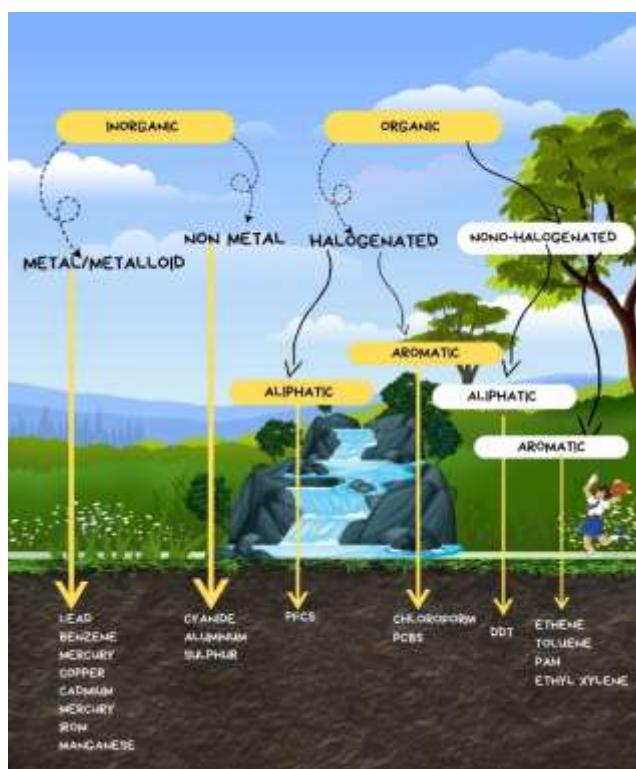 INORGANIC
ORGANIC
NON METAL
HALOGENATED
NONO-HALOGENATED
METAL/METALLOID
AROMATIC
ALIPHATIC
ALIPHATIC
AROMATIC
LEAD
BENZENE
MERCURY
COPPER
CADMIUM
MERCURY
IRON
MANGANESE
CYANIDE
ALUMINUM
SULPHUR
PFCS
CHLOROFORM
PCBS
DDT
ETHENE
TOLUENE
PAH
ETHYL XYLENE